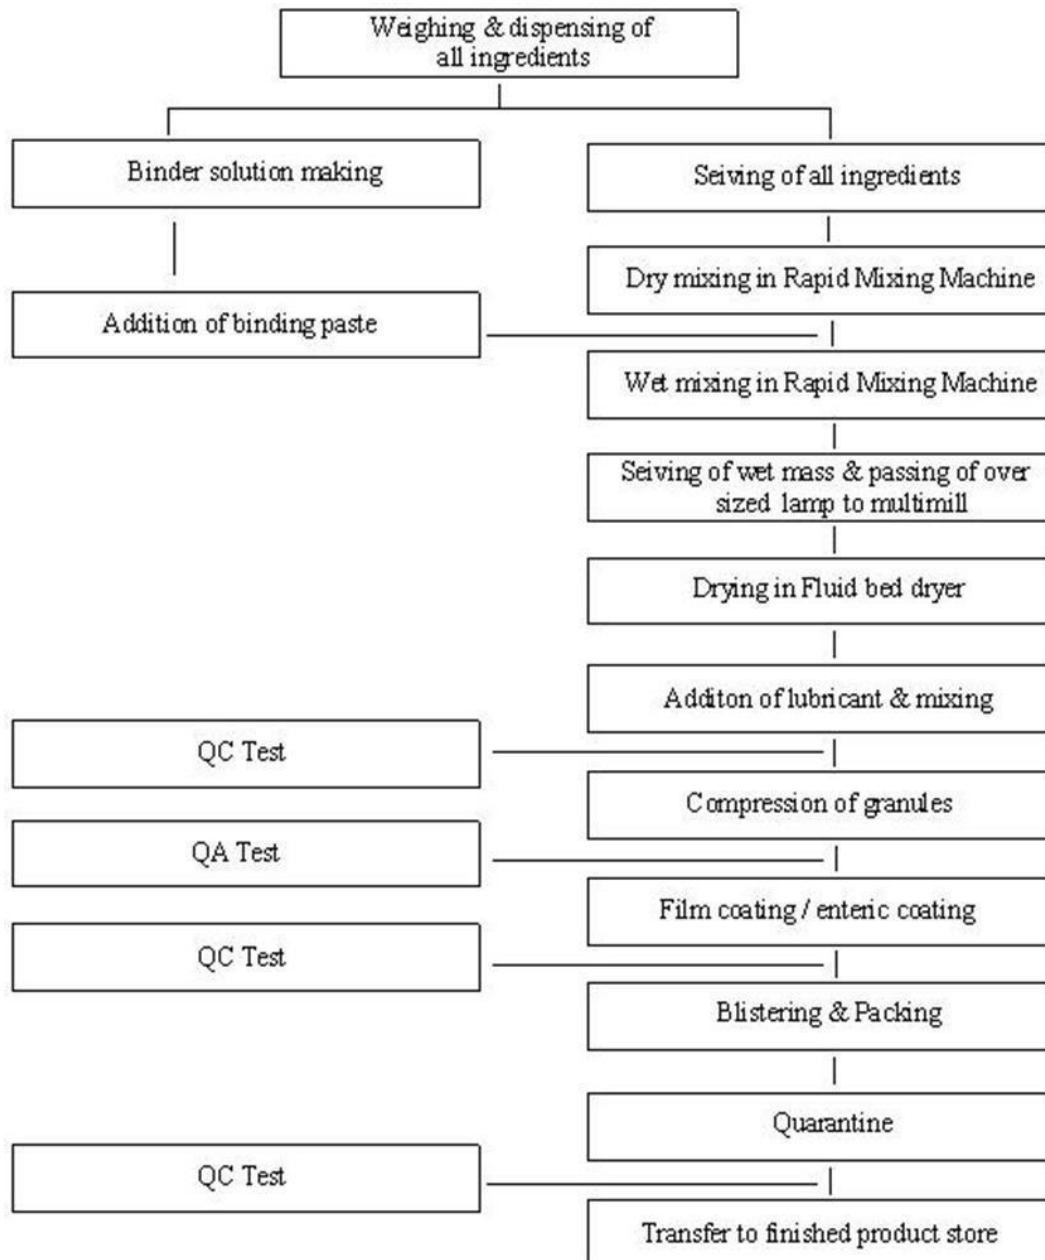 Weighing & dispensing of
all ingredients
Binder solution making
Seiving of all ingredients
Dry mixing in Rapid Mixing Machine
Addition of binding paste
Wet mixing in Rapid Mixing Machine
Seiving of wet mass & passing of over
sized lamp to multimill
Drying in Fluid bed dryer
Additon of lubricant & mixing
QC Test
Compression of granules
QA Test
Film coating / enteric coating
QC Test
Blistering & Packing
Quarantine
QC Test
Transfer to finished product store